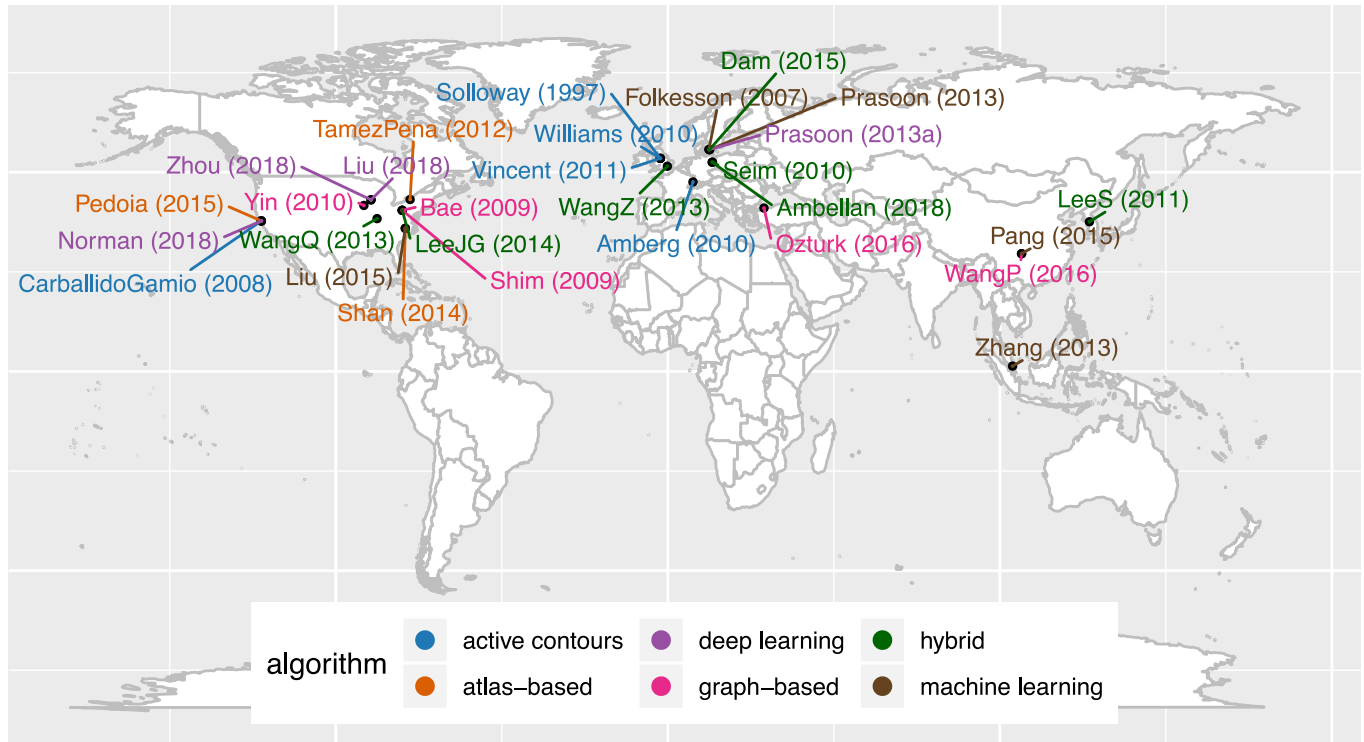 Dam (2015)
Solloway (1997)
Folkesson (2007)
Prasoon (2013)
TamezPena (2012)
Williams (2010)
Prasoon (2013a)
Zhou (2018)
Liu (2018)
Vincent (2011)
Seim (2010)
Pedoia (2015)
Yin (2010)
Bae (2009)
WangZ (2013)
Ambellan (2018)
LeeS (2011)
Norman (2018)
WangQ (2013)
LeeJG (2014)
Amberg (2010)
Ozturk (2016)
Pang (2015)
CarballidoGamio (2008)
Liu (2015)
Shim (2009)
WangP (2016)
Shan (2014)
Zhang (2013)
algorithm
active contours
deep learning
hybrid
atlas−based
graph−based
machine learning